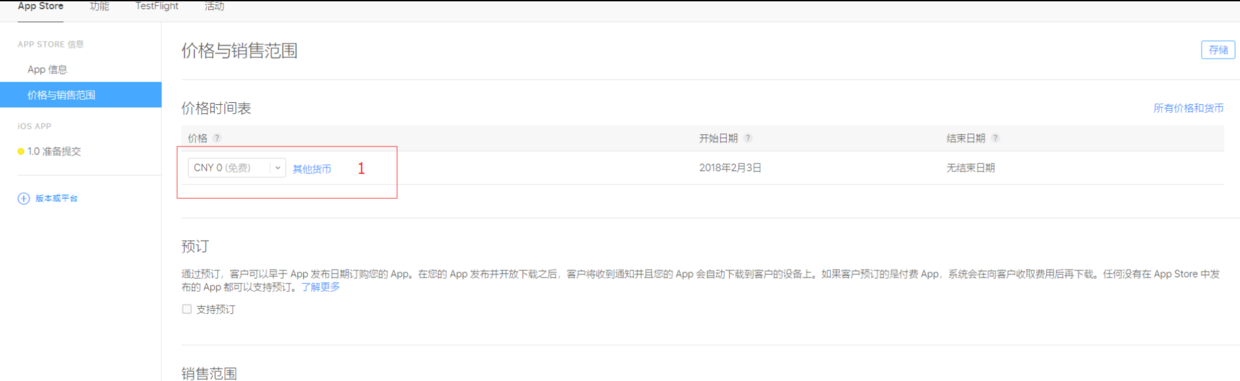 App Store 功能 TestFlight 活动
APP STORE 信息
App 信息
价格与销售范围
iOS APP
1.0 准备提交
版本或平台
价格与销售范围
存储
价格时间表
所有价格和货币
价格 ? 开始日期 ? 结束日期 ?
CNY 0 (免费) 其他货币 1 2018年2月3日 无结束日期
预订
通过预订，客户可以早于 App 发布日期订购您的 App。在您的 App 发布并开放下载之后，客户将收到通知并且您的 App 会自动下载到客户的设备上。如果客户预订的是付费 App，系统会在向客户收取费用后再下载。任何没有在 App Store 中发
布的 App 都可以支持预订。了解更多
支持预订
销售范围